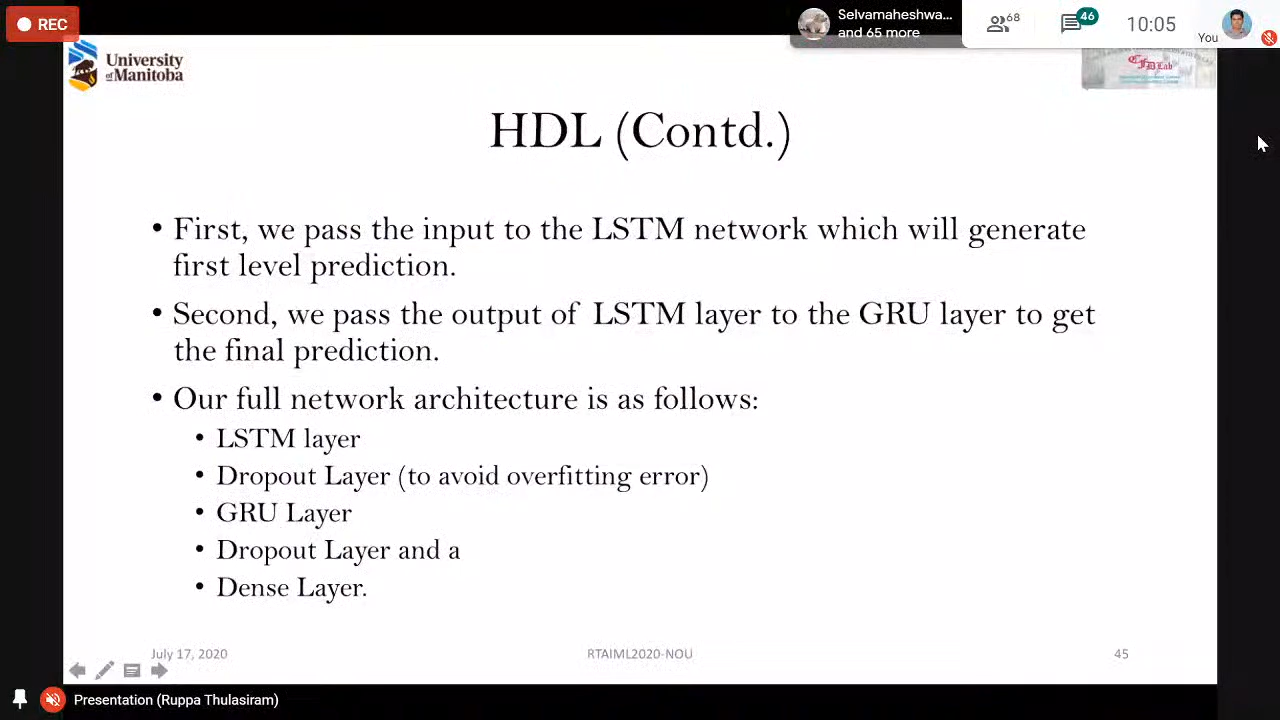 REC
Selvamaheshwa...
and 65 more
68
46
10:05
You
University
of Manitoba
CFD Lab
HDL (Contd.)
• First, we pass the input to the LSTM network which will generate
first level prediction.
• Second, we pass the output of LSTM layer to the GRU layer to get
the final prediction.
• Our full network architecture is as follows:
• LSTM layer
• Dropout Layer (to avoid overfitting error)
• GRU Layer
• Dropout Layer and a
• Dense Layer.
July 17, 2020
RTAIML2020-NOU
45
Presentation (Ruppa Thulasiram)